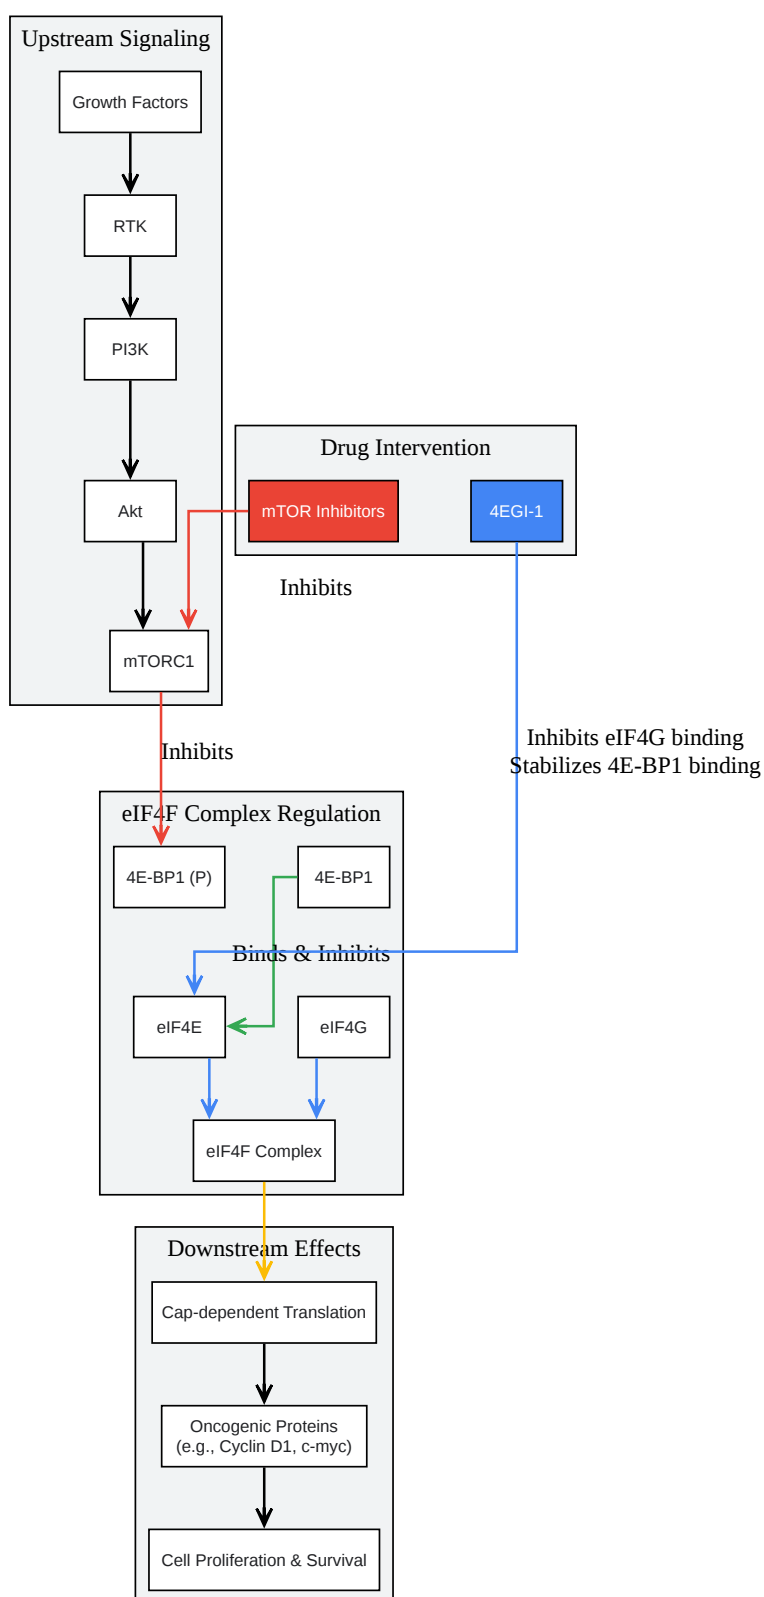 Upstream Signaling
Growth Factors
RTK
PI3K
Drug Intervention
Akt
mTOR Inhibitors
4EGI-1
Inhibits
mTORC1
Inhibits
Inhibits eIF4G binding
Stabilizes 4E-BP1 binding
eIF4F Complex Regulation
4E-BP1 (P)
4E-BP1
Binds & Inhibits
eIF4E
eIF4G
eIF4F Complex
Downstream Effects
Cap-dependent Translation
Oncogenic Proteins
(e.g., Cyclin D1, c-myc)
Cell Proliferation & Survival